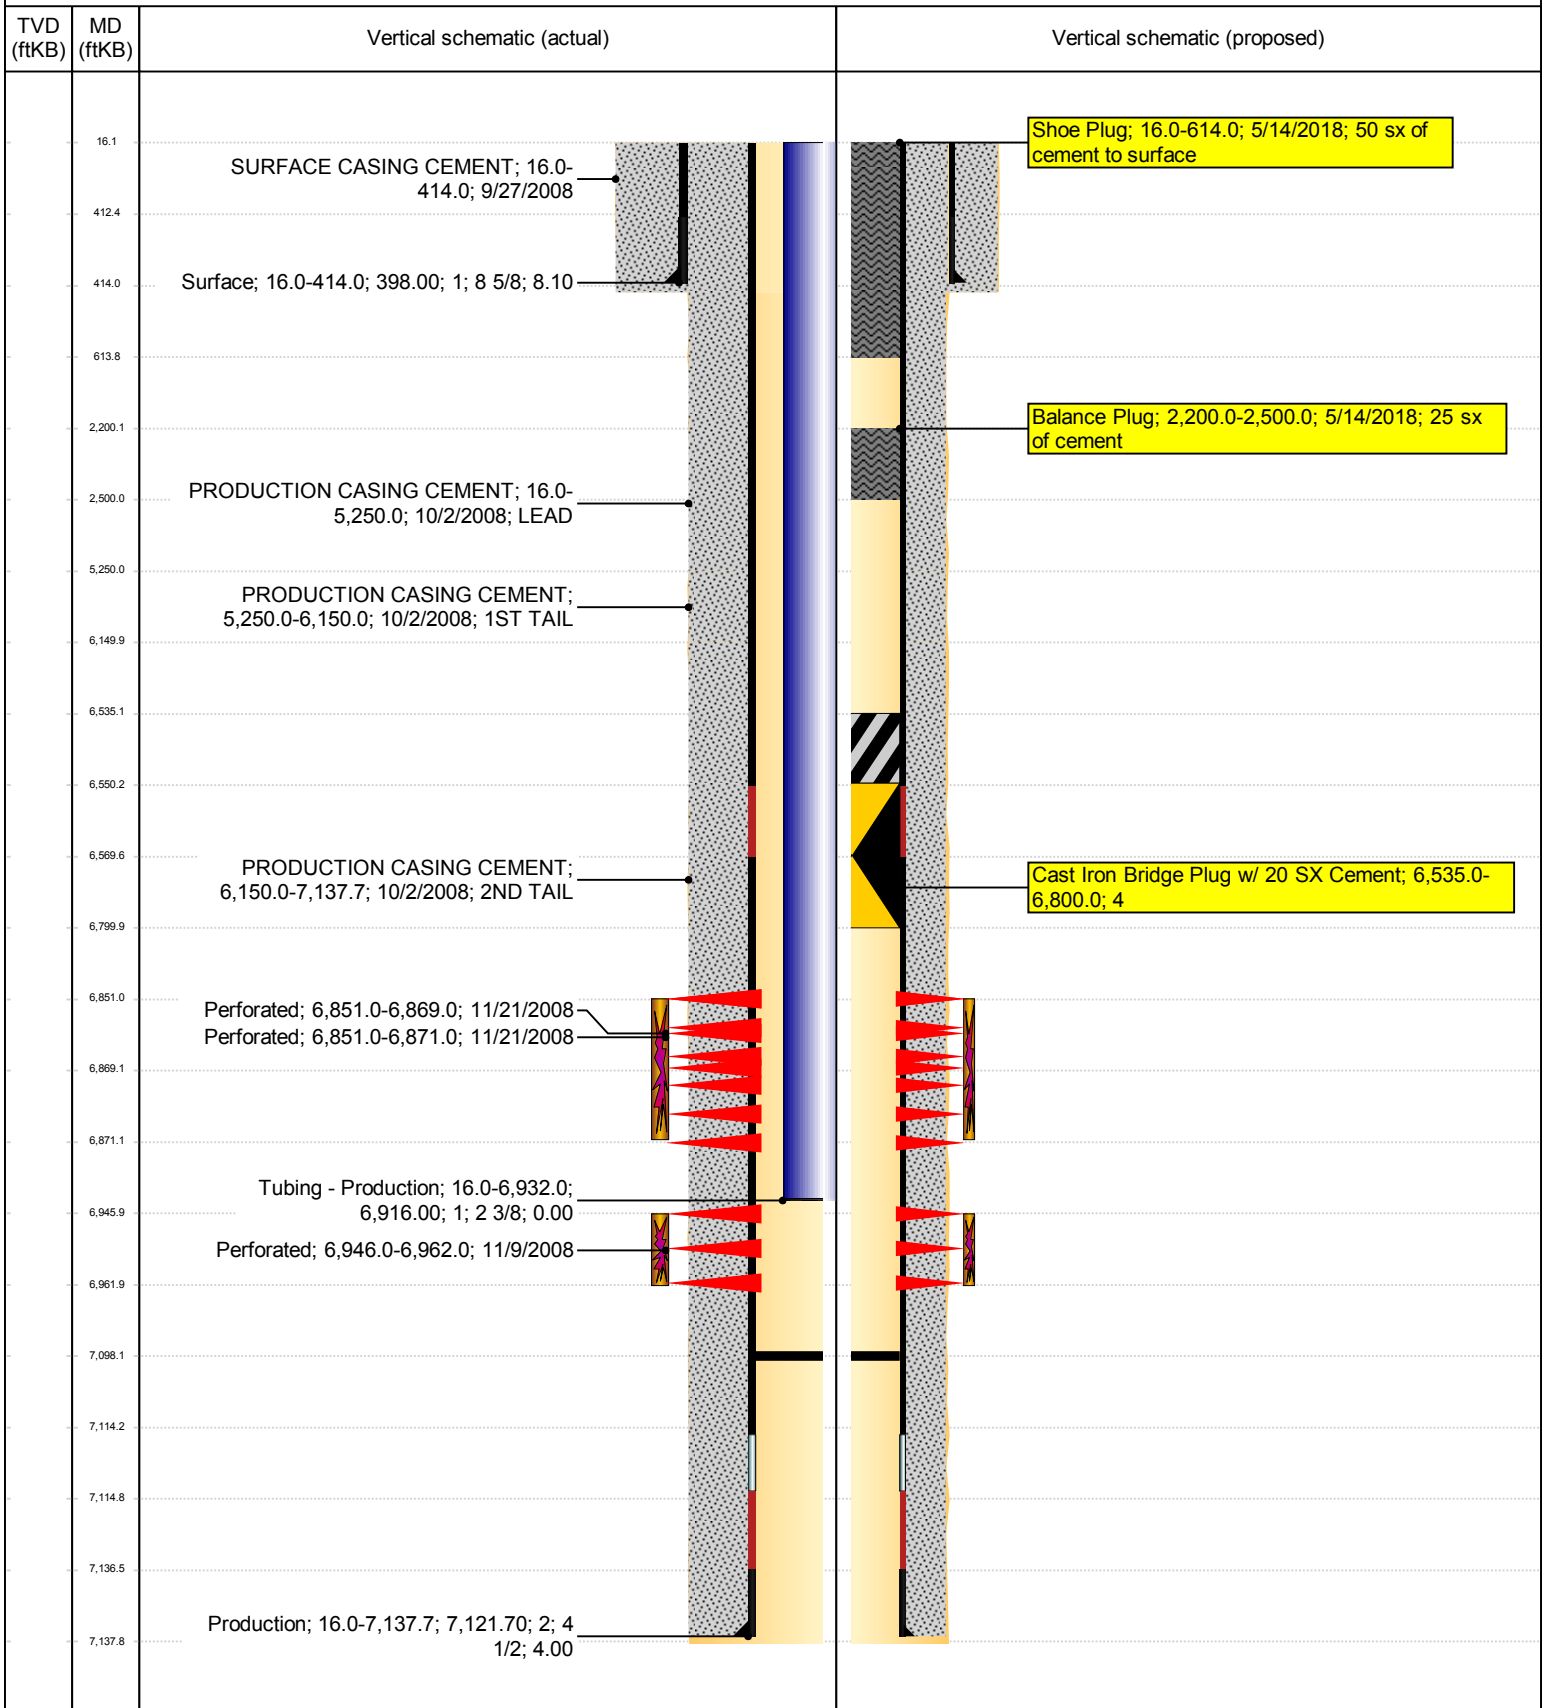 TVD
(ftKB)
MD
(ftKB)
Vertical schematic (actual)
Vertical schematic (proposed)
16.1
Shoe Plug; 16.0-614.0; 5/14/2018; 50 sx of
cement to surface
SURFACE CASING CEMENT; 16.0-
414.0; 9/27/2008
412.4
Surface; 16.0-414.0; 398.00; 1; 8 5/8; 8.10
414.0
613.8
Balance Plug; 2,200.0-2,500.0; 5/14/2018; 25 sx
of cement
2,200.1
PRODUCTION CASING CEMENT; 16.0-
5,250.0; 10/2/2008; LEAD
2,500.0
5,250.0
PRODUCTION CASING CEMENT;
5,250.0-6,150.0; 10/2/2008; 1ST TAIL
6,149.9
6,535.1
6,550.2
6,569.6
PRODUCTION CASING CEMENT;
6,150.0-7,137.7; 10/2/2008; 2ND TAIL
Cast Iron Bridge Plug w/ 20 SX Cement; 6,535.0-
6,800.0; 4
6,799.9
6,851.0
Perforated; 6,851.0-6,869.0; 11/21/2008
Perforated; 6,851.0-6,871.0; 11/21/2008
6,869.1
6,871.1
Tubing - Production; 16.0-6,932.0;
6,916.00; 1; 2 3/8; 0.00
6,945.9
Perforated; 6,946.0-6,962.0; 11/9/2008
6,961.9
7,098.1
7,114.2
7,114.8
7,136.5
Production; 16.0-7,137.7; 7,121.70; 2; 4
1/2; 4.00
7,137.8